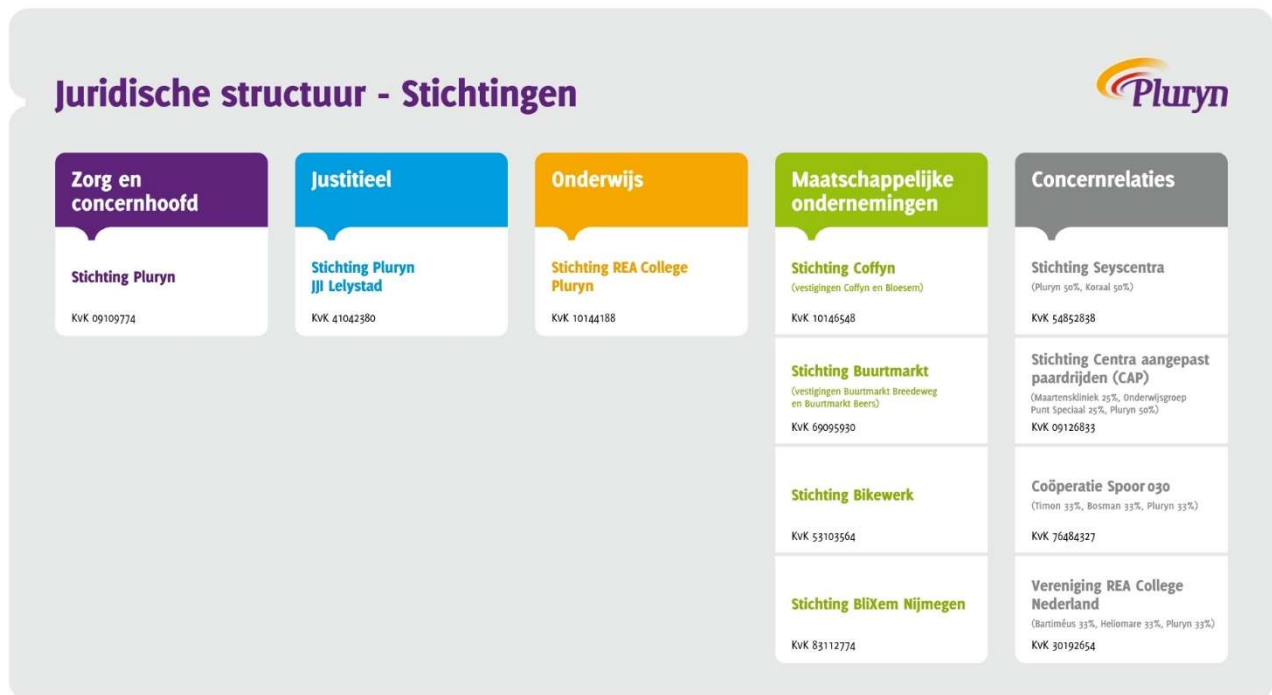 Juridische structuur - Stichtingen
Pluryn
Zorg en
concernhoofd
Stichting Pluryn
KvK 09109774
Justitieel
Stichting Pluryn
JJI Lelystad
KvK 41042380
Onderwijs
Stichting REA College
Pluryn
KvK 10144188
Maatschappelijke
ondernemingen
Stichting Coffyn
(vestigingen Coffyn en Bloesem)
KvK 10146548
Stichting Buurtmarkt
(vestigingen Buurtmarkt Breedeweg
en Buurtmarkt Beers)
KvK 69095930
Stichting Bikewerk
KvK 53103564
Stichting BliXem Nijmegen
KvK 83112774
Concernrelaties
Stichting Seyscentra
(Pluryn 50%, Koraal 50%)
KvK 54852838
Stichting Centra aangepast
paardrijden (CAP)
(Maartenskliniek 25%, Onderwijsgroep
Punt Speciaal 25%, Pluryn 50%)
KvK 09126833
Coöperatie Spoor 030
(Timon 33%, Bosman 33%, Pluryn 33%)
KvK 76484327
Vereniging REA College
Nederland
(Bartiméus 33%, Heliomare 33%, Pluryn 33%)
KvK 30192654